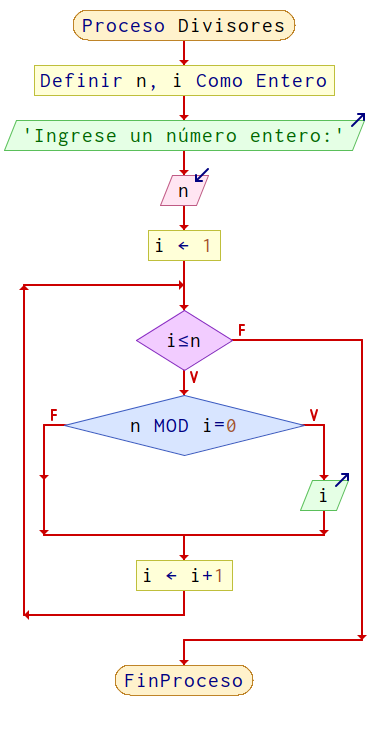 Proceso Divisores
Definir n, i Como Entero
'Ingrese un número entero:'
n
i ← 1
i≤n
F
V
n MOD i=0
F
V
i
i ← i+1
FinProceso